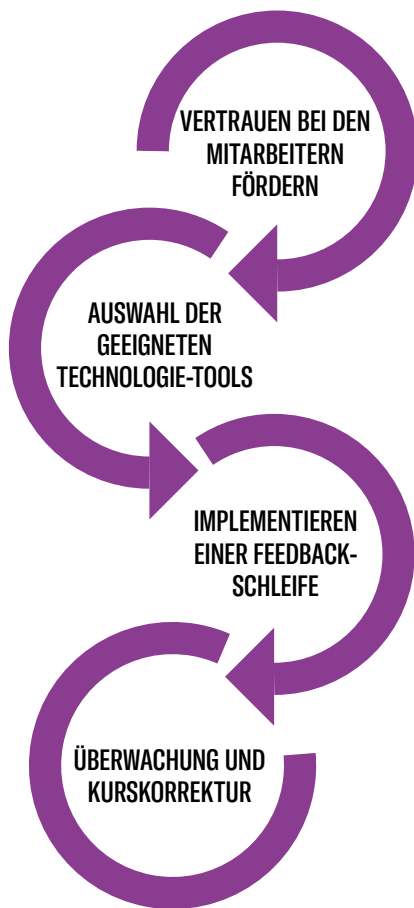 VERTRAUEN BEI DEN
MITARBEITERN
FÖRDERN
AUSWAHL DER
GEEIGNETEN
TECHNOLOGIE-TOOLS
IMPLEMENTIEREN
EINER FEEDBACK-
SCHLEIFE
ÜBERWACHUNG UND
KURSKORREKTUR